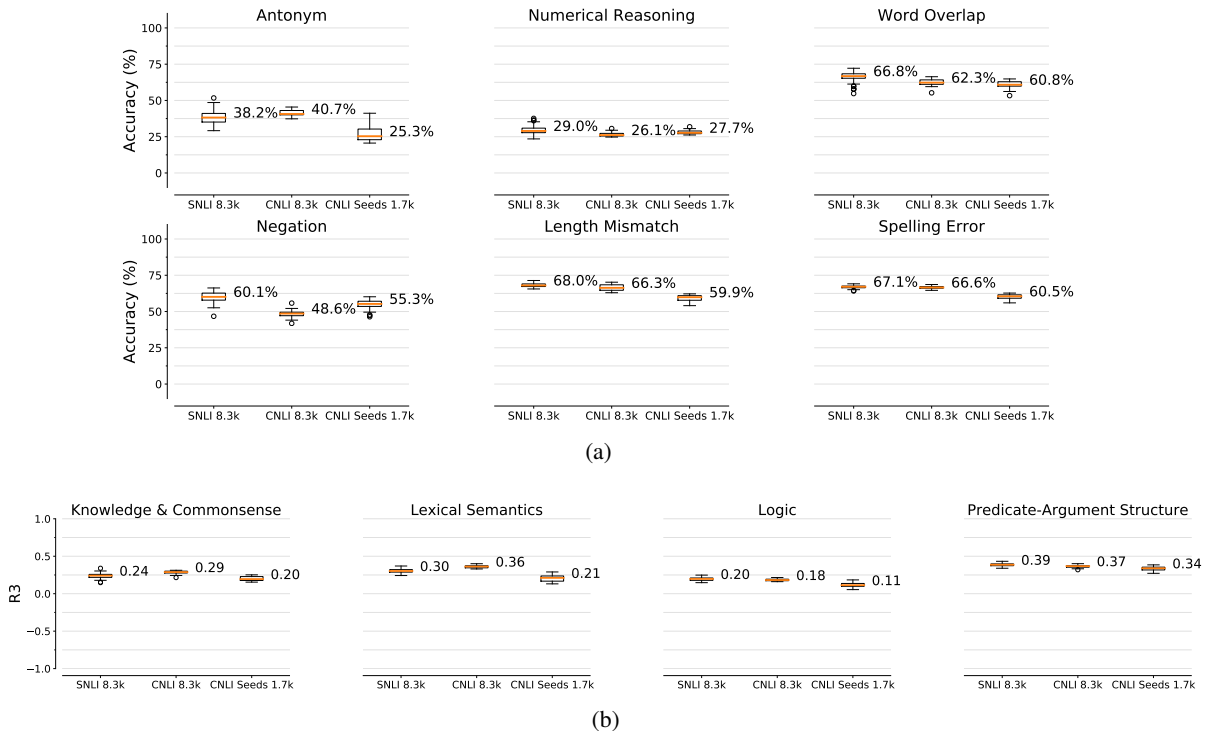 Antonym
Numerical Reasoning
Word Overlap
Accuracy (%)
100
75
50
25
0
38.2%
40.7%
25.3%
29.0%
26.1%
27.7%
66.8%
62.3%
60.8%
SNLI 8.3k CNLI 8.3k CNLI Seeds 1.7k
SNLI 8.3k CNLI 8.3k CNLI Seeds 1.7k
SNLI 8.3k CNLI 8.3k CNLI Seeds 1.7k
Negation
Length Mismatch
Spelling Error
Accuracy (%)
100
75
50
25
0
60.1%
48.6%
55.3%
68.0%
66.3%
59.9%
67.1%
66.6%
60.5%
SNLI 8.3k CNLI 8.3k CNLI Seeds 1.7k
SNLI 8.3k CNLI 8.3k CNLI Seeds 1.7k
SNLI 8.3k CNLI 8.3k CNLI Seeds 1.7k
(a)
Knowledge & Commonsense
Lexical Semantics
Logic
Predicate-Argument Structure
R3
1.0
0.5
0.0
−0.5
−1.0
0.24
0.29
0.20
0.30
0.36
0.21
0.20
0.18
0.11
0.39
0.37
0.34
SNLI 8.3k CNLI 8.3k CNLI Seeds 1.7k
SNLI 8.3k CNLI 8.3k CNLI Seeds 1.7k
SNLI 8.3k CNLI 8.3k CNLI Seeds 1.7k
SNLI 8.3k CNLI 8.3k CNLI Seeds 1.7k
(b)